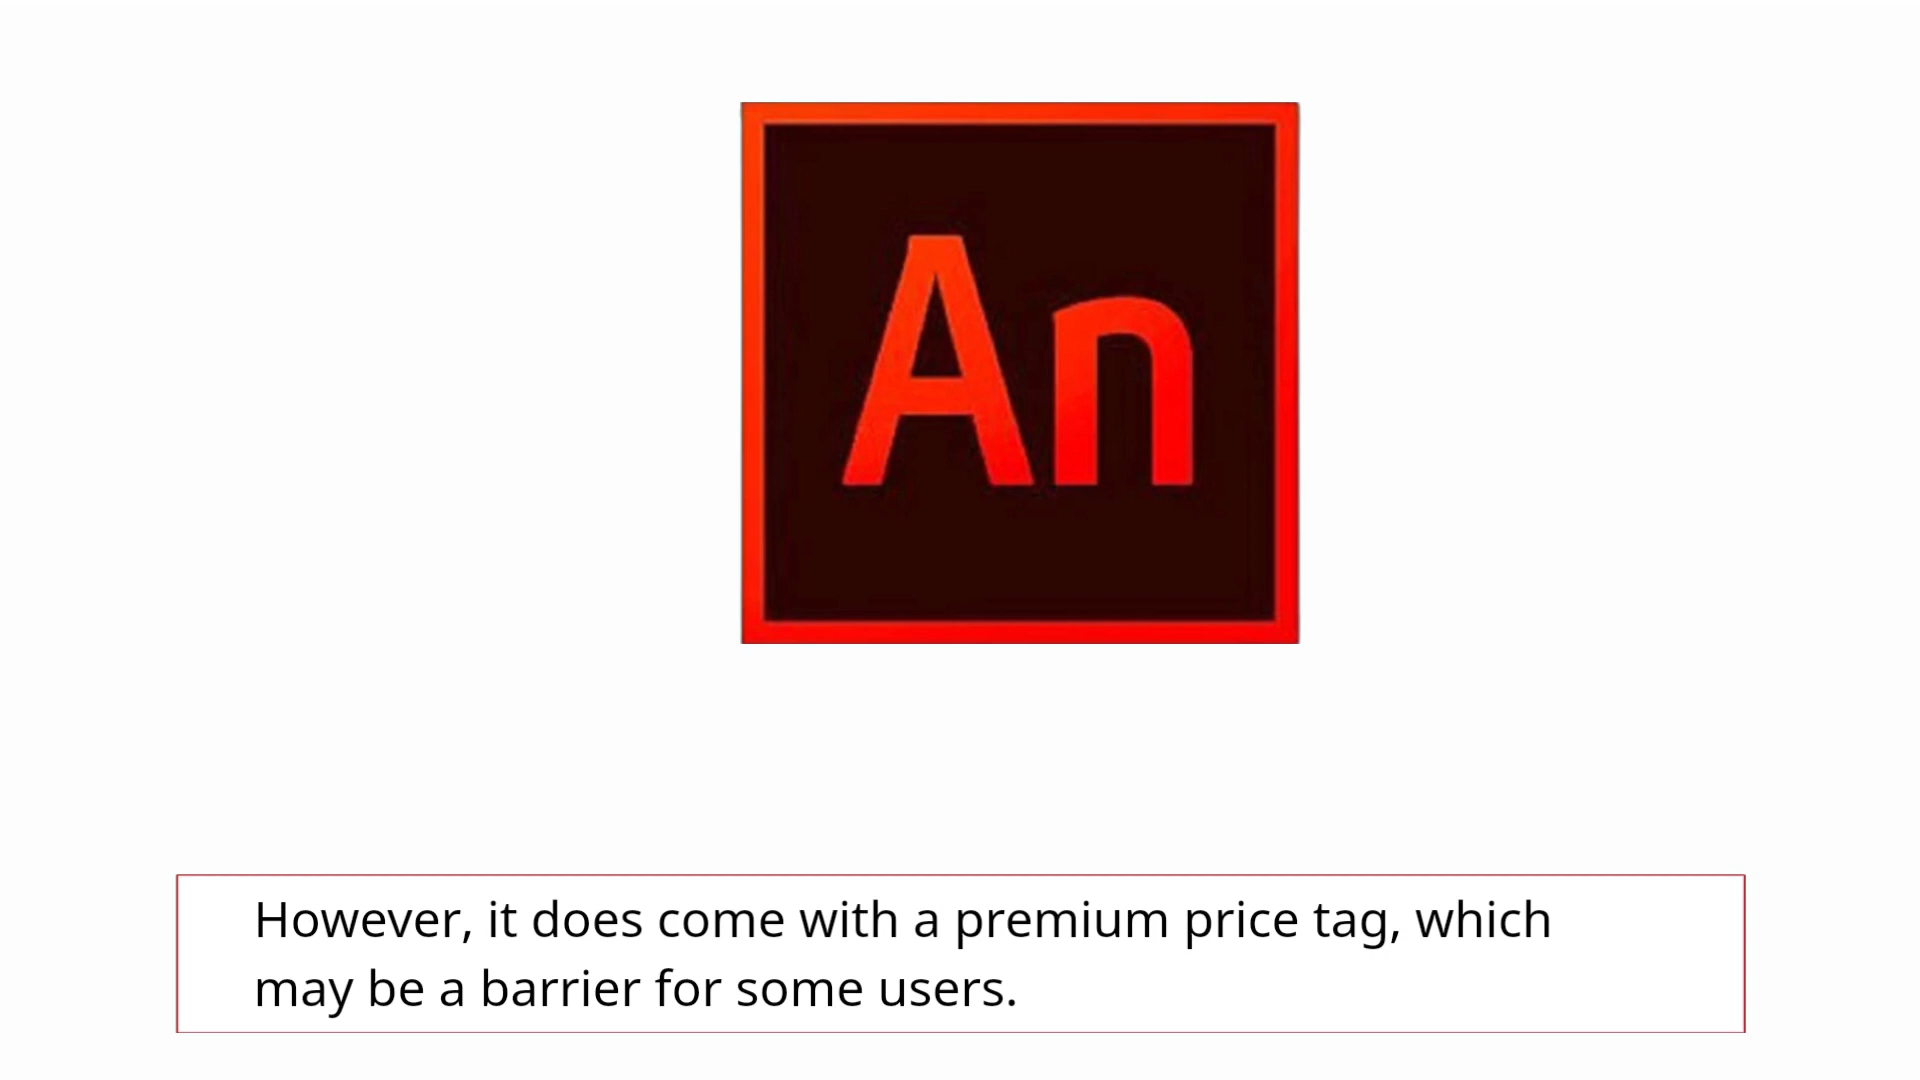 An
However, it does come with a premium price tag, which
may be a barrier for some users.